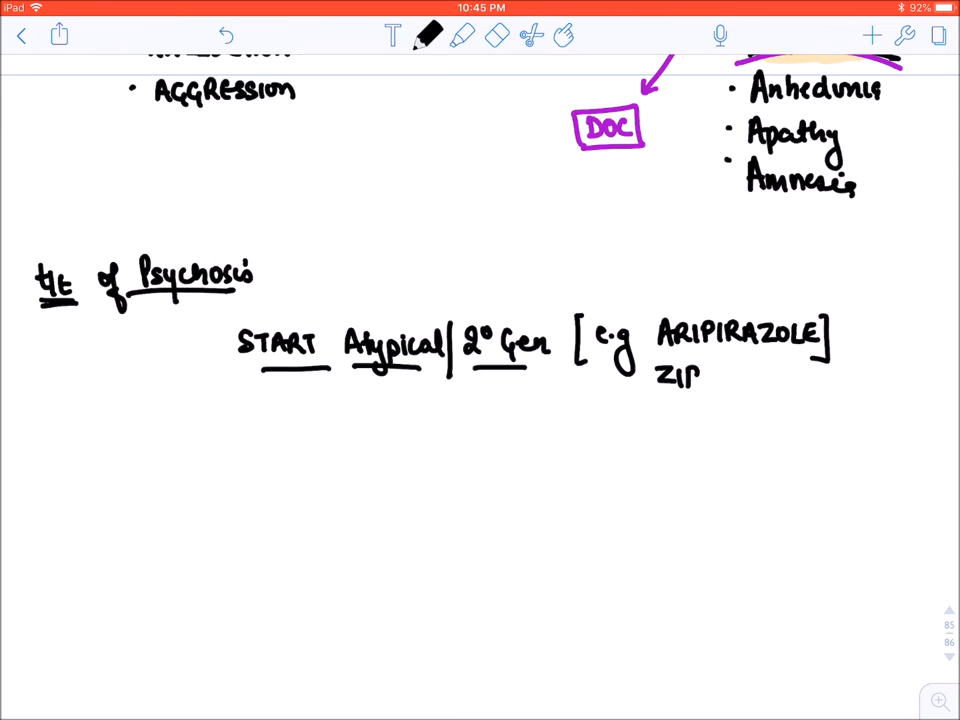 iPad 10:45 PM 92%
T
• AGGRESSION
DOC
• Anhedonia
• Apathy
• Amnesia
ttt of Psychosis
START Atypical | 2° Gen [e.g ARIPIRAZOLE]
ZIP
85
86